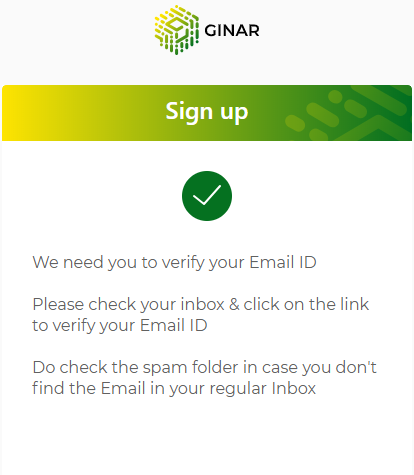 GINAR
Sign up
We need you to verify your Email ID
Please check your inbox & click on the link
to verify your Email ID
Do check the spam folder in case you don't
find the Email in your regular Inbox